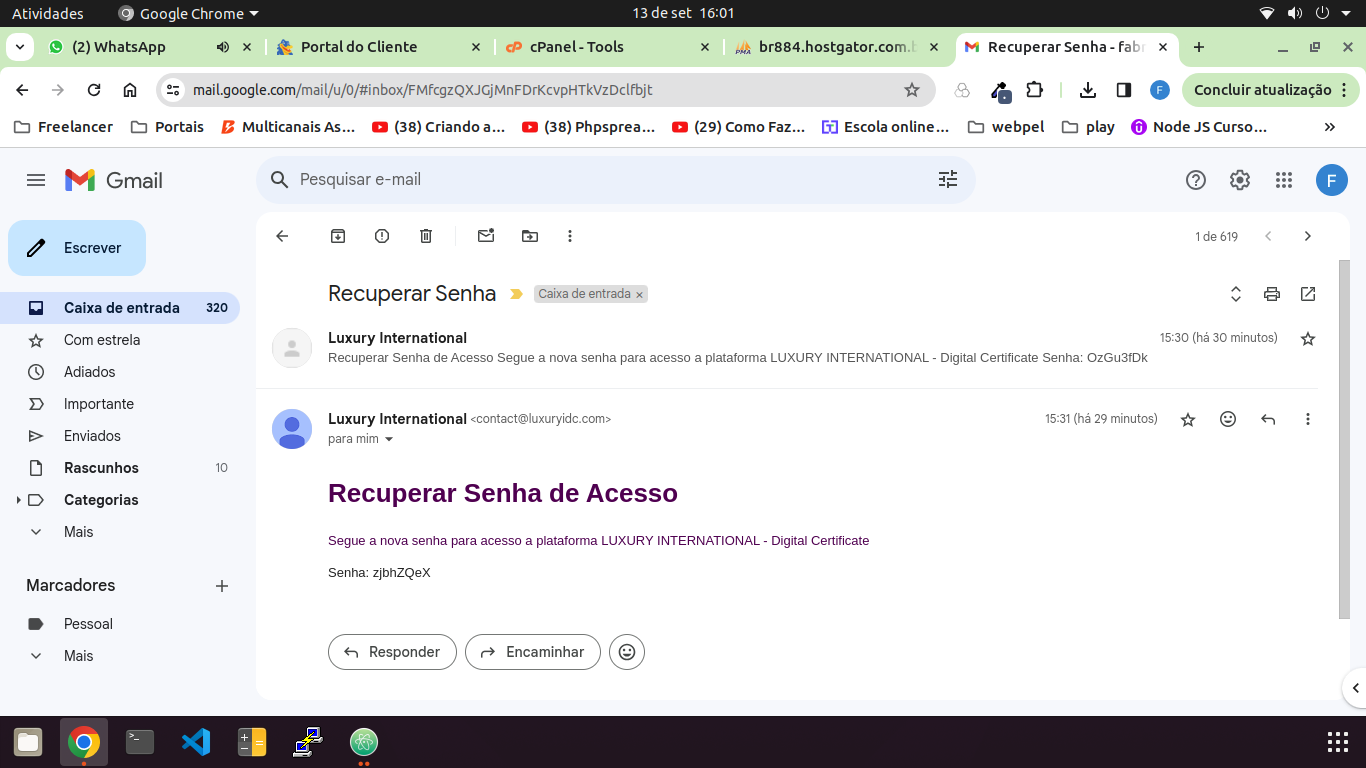 Atividades
Google Chrome
13 de set 16:01
(2) WhatsApp
Portal do Cliente
cPanel - Tools
br884.hostgator.com.b
Recuperar Senha - fabr
mail.google.com/mail/u/0/#inbox/FMfcgzQXJGjMnFDrKcvpHTkVzDclfbjt
F
Concluir atualização
Freelancer
Portais
Multicanais As...
(38) Criando a...
(38) Phpsprea...
(29) Como Faz...
Escola online...
webpel
play
Node JS Curso...
Gmail
Pesquisar e-mail
F
Escrever
1 de 619
Caixa de entrada 320
Com estrela
Adiados
Importante
Enviados
Rascunhos 10
Categorias
Mais
Marcadores
Pessoal
Mais
Recuperar Senha
Caixa de entrada ×
Luxury International
15:30 (há 30 minutos)
Recuperar Senha de Acesso Segue a nova senha para acesso a plataforma LUXURY INTERNATIONAL - Digital Certificate Senha: OzGu3fDk
Luxury International <contact@luxuryidc.com>
15:31 (há 29 minutos)
para mim
Recuperar Senha de Acesso
Segue a nova senha para acesso a plataforma LUXURY INTERNATIONAL - Digital Certificate
Senha: zjbhZQeX
Responder
Encaminhar